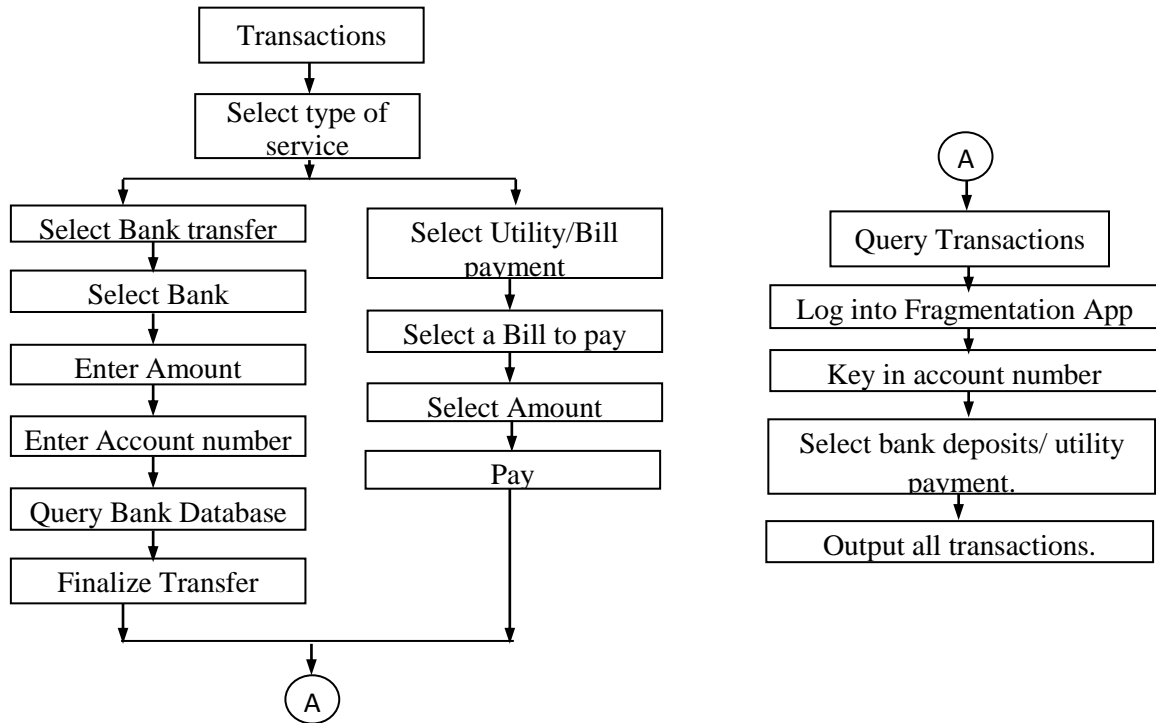 Transactions
Select type of
service
Select Bank transfer
Select Bank
Enter Amount
Enter Account number
Query Bank Database
Finalize Transfer
Select Utility/Bill
payment
Select a Bill to pay
Select Amount
Pay
A
A
Query Transactions
Log into Fragmentation App
Key in account number
Select bank deposits/ utility
payment.
Output all transactions.